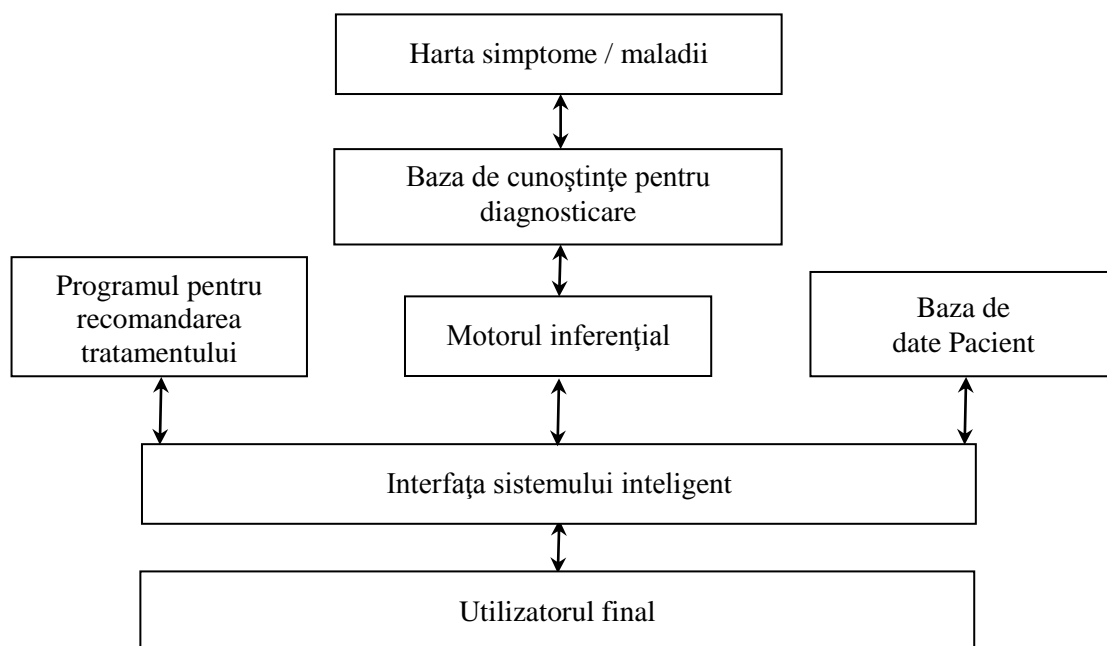 Harta simptome / maladii
Baza de cunoştinţe pentru
diagnosticare
Programul pentru
recomandarea
tratamentului
Motorul inferenţial
Baza de
date Pacient
Interfaţa sistemului inteligent
Utilizatorul final